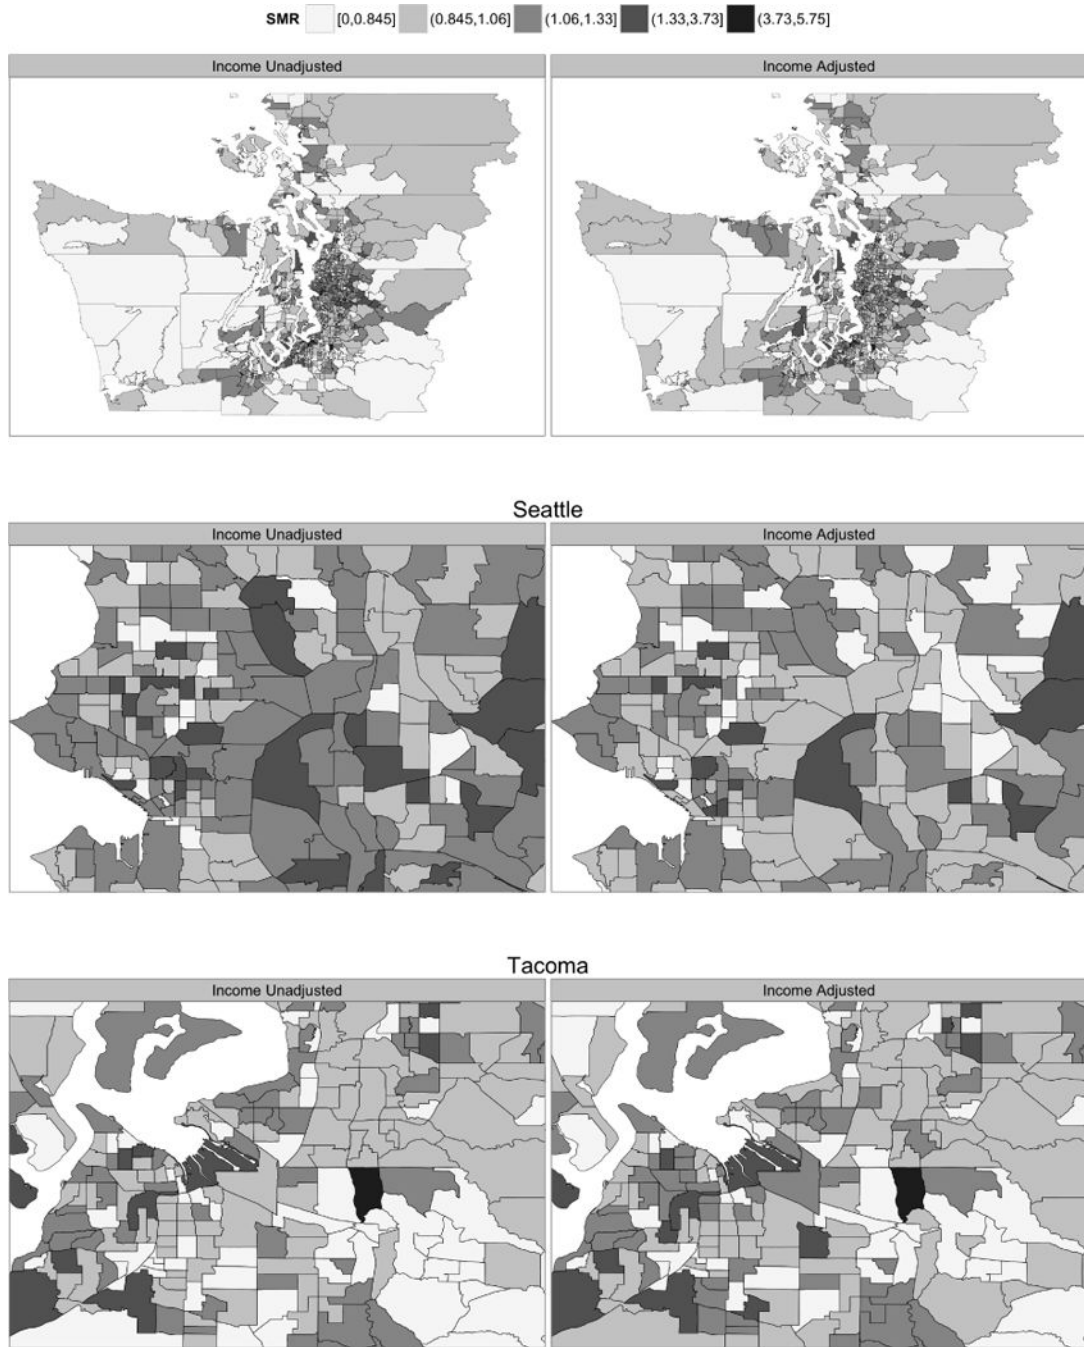 SMR [0,0.845] (0.845,1.06] (1.06,1.33] (1.33,3.73] (3.73,5.75]
Income Unadjusted Income Adjusted
Seattle
Income Unadjusted Income Adjusted
Tacoma
Income Unadjusted Income Adjusted